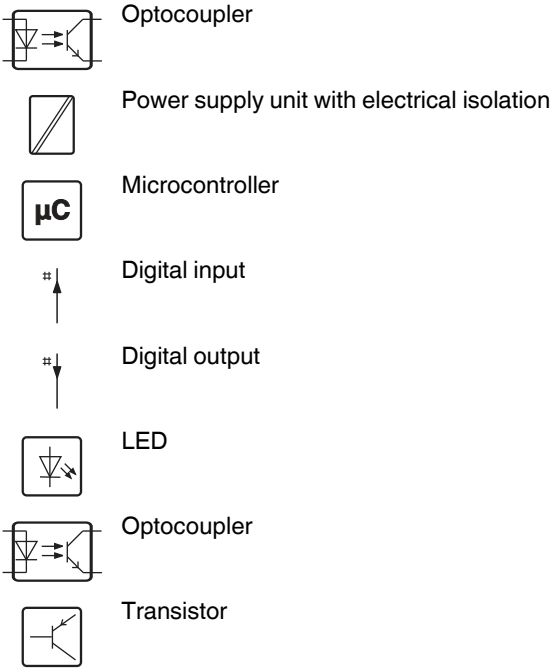 Optocoupler
Power supply unit with electrical isolation
µC Microcontroller
# Digital input
# Digital output
LED
Optocoupler
Transistor